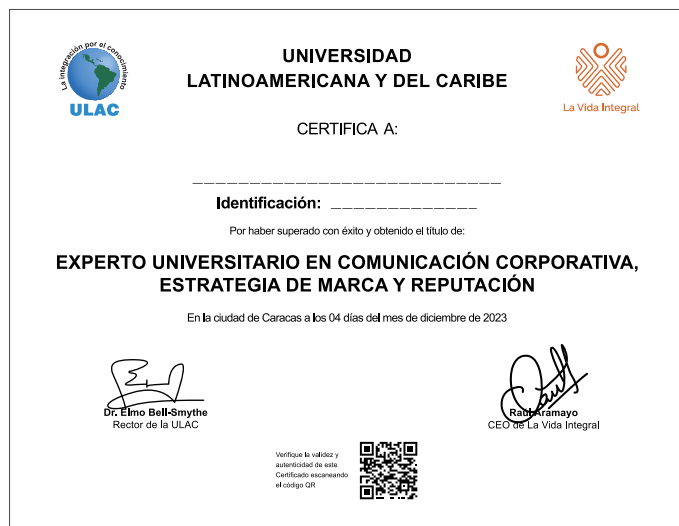 La integración por el conocimiento
ULAC
UNIVERSIDAD
LATINOAMERICANA Y DEL CARIBE
La Vida Integral
CERTIFICA A:
____________________________
Identificación: _____________
Por haber superado con éxito y obtenido el título de:
EXPERTO UNIVERSITARIO EN COMUNICACIÓN CORPORATIVA,
ESTRATEGIA DE MARCA Y REPUTACIÓN
En la ciudad de Caracas a los 04 días del mes de diciembre de 2023
Dr. Elmo Bell-Smythe
Rector de la ULAC
Raúl Aramayo
CEO de La Vida Integral
Verifique la validez y
autenticidad de este
Certificado escaneando
el código QR